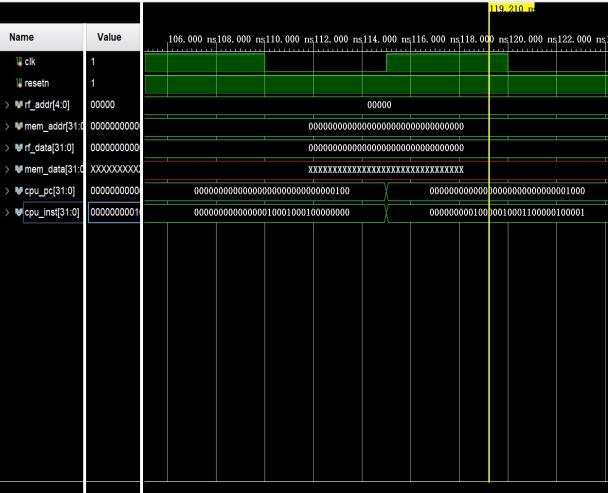 119.210 n
Name Value
106.000 ns 108.000 ns 110.000 ns 112.000 ns 114.000 ns 116.000 ns 118.000 ns 120.000 ns 122.000 ns
clk 1
resetn 1
rf_addr[4:0] 00000 00000
mem_addr[31:0 0000000000 00000000000000000000000000000000
rf_data[31:0] 0000000000 00000000000000000000000000000000
mem_data[31:0 XXXXXXXXX XXXXXXXXXXXXXXXXXXXXXXXXXXXXXXXX
cpu_pc[31:0] 0000000000 00000000000000000000000000000100 00000000000000000000000000001000
cpu_inst[31:0] 0000000001 00000000000000010001000100000000 00000000010000010001100000100001